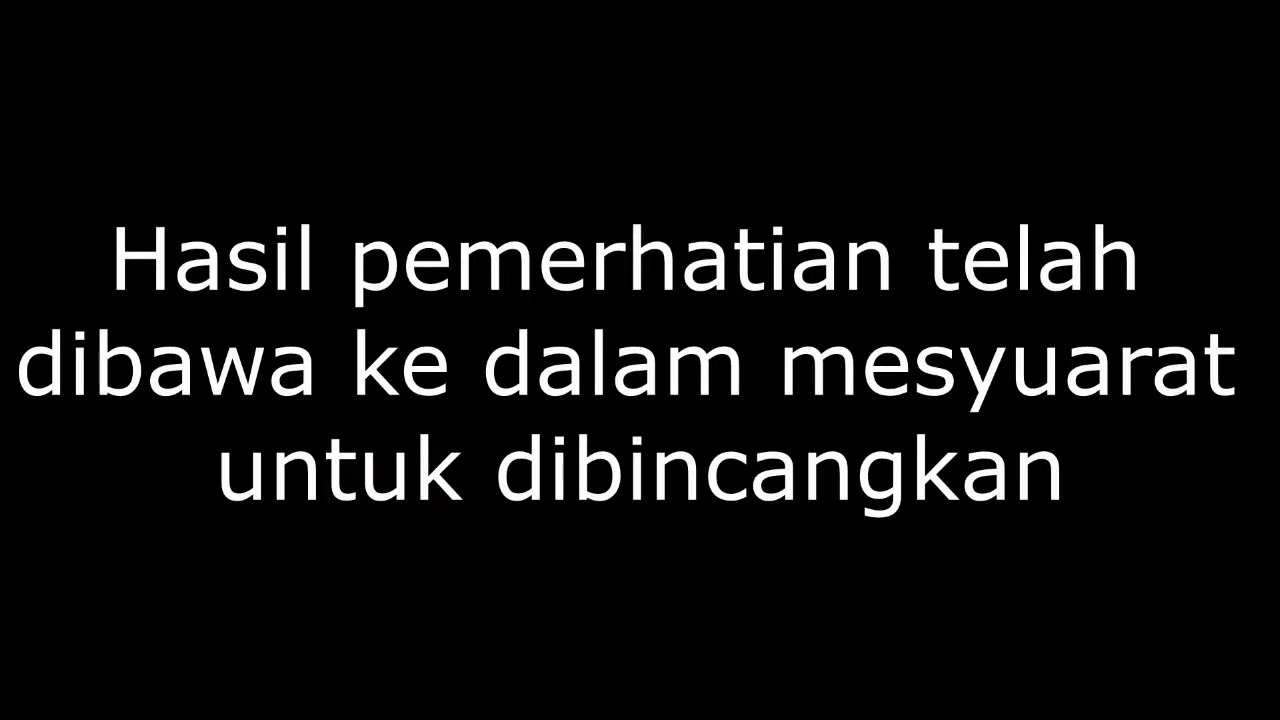 Hasil pemerhatian telah
dibawa ke dalam mesyuarat
untuk dibincangkan